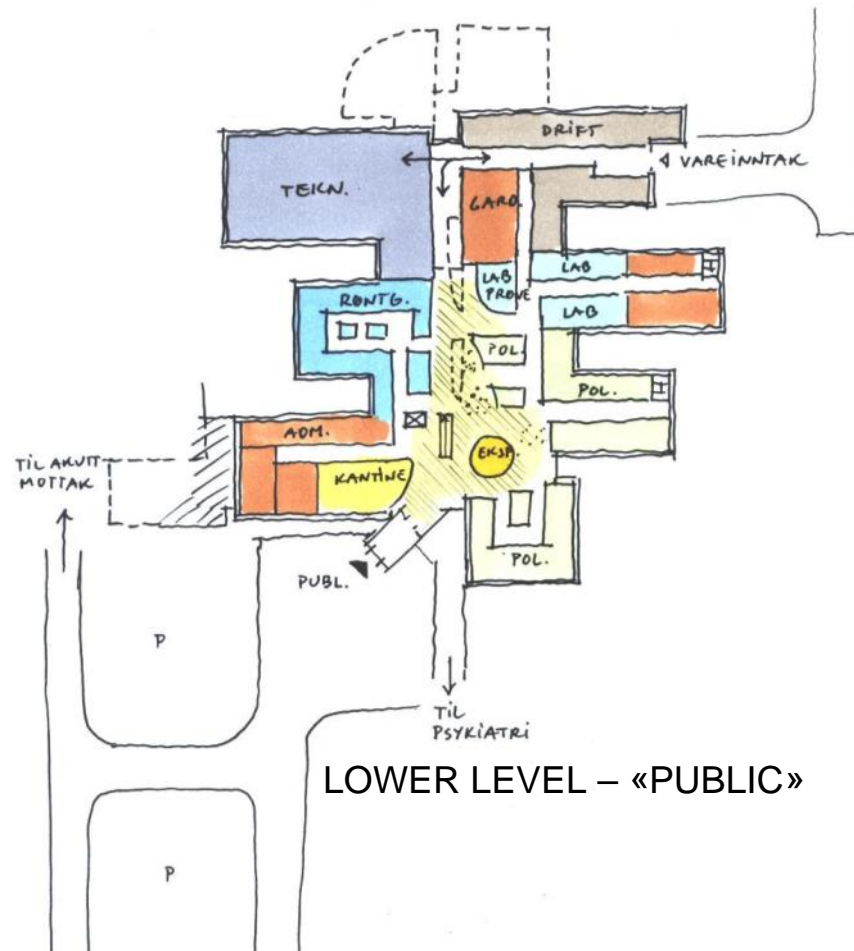 DRIFT
VAREINNTAK
TEKN.
GARD.
LAB
LAB
PRØVE
RØNTG.
LAB
POL.
POL.
ADM.
EKSP.
TIL AKUTT
MOTTAK
KANTINE
POL.
PUBL.
P
TIL
PSYKIATRI
LOWER LEVEL – «PUBLIC»
P